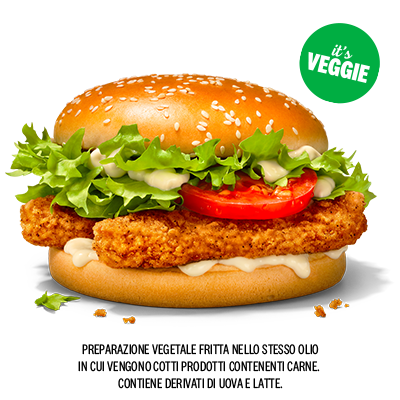 it's
VEGGIE
PREPARAZIONE VEGETALE FRITTA NELLO STESSO OLIO
IN CUI VENGONO COTTI PRODOTTI CONTENENTI CARNE.
CONTIENE DERIVATI DI UOVA E LATTE.